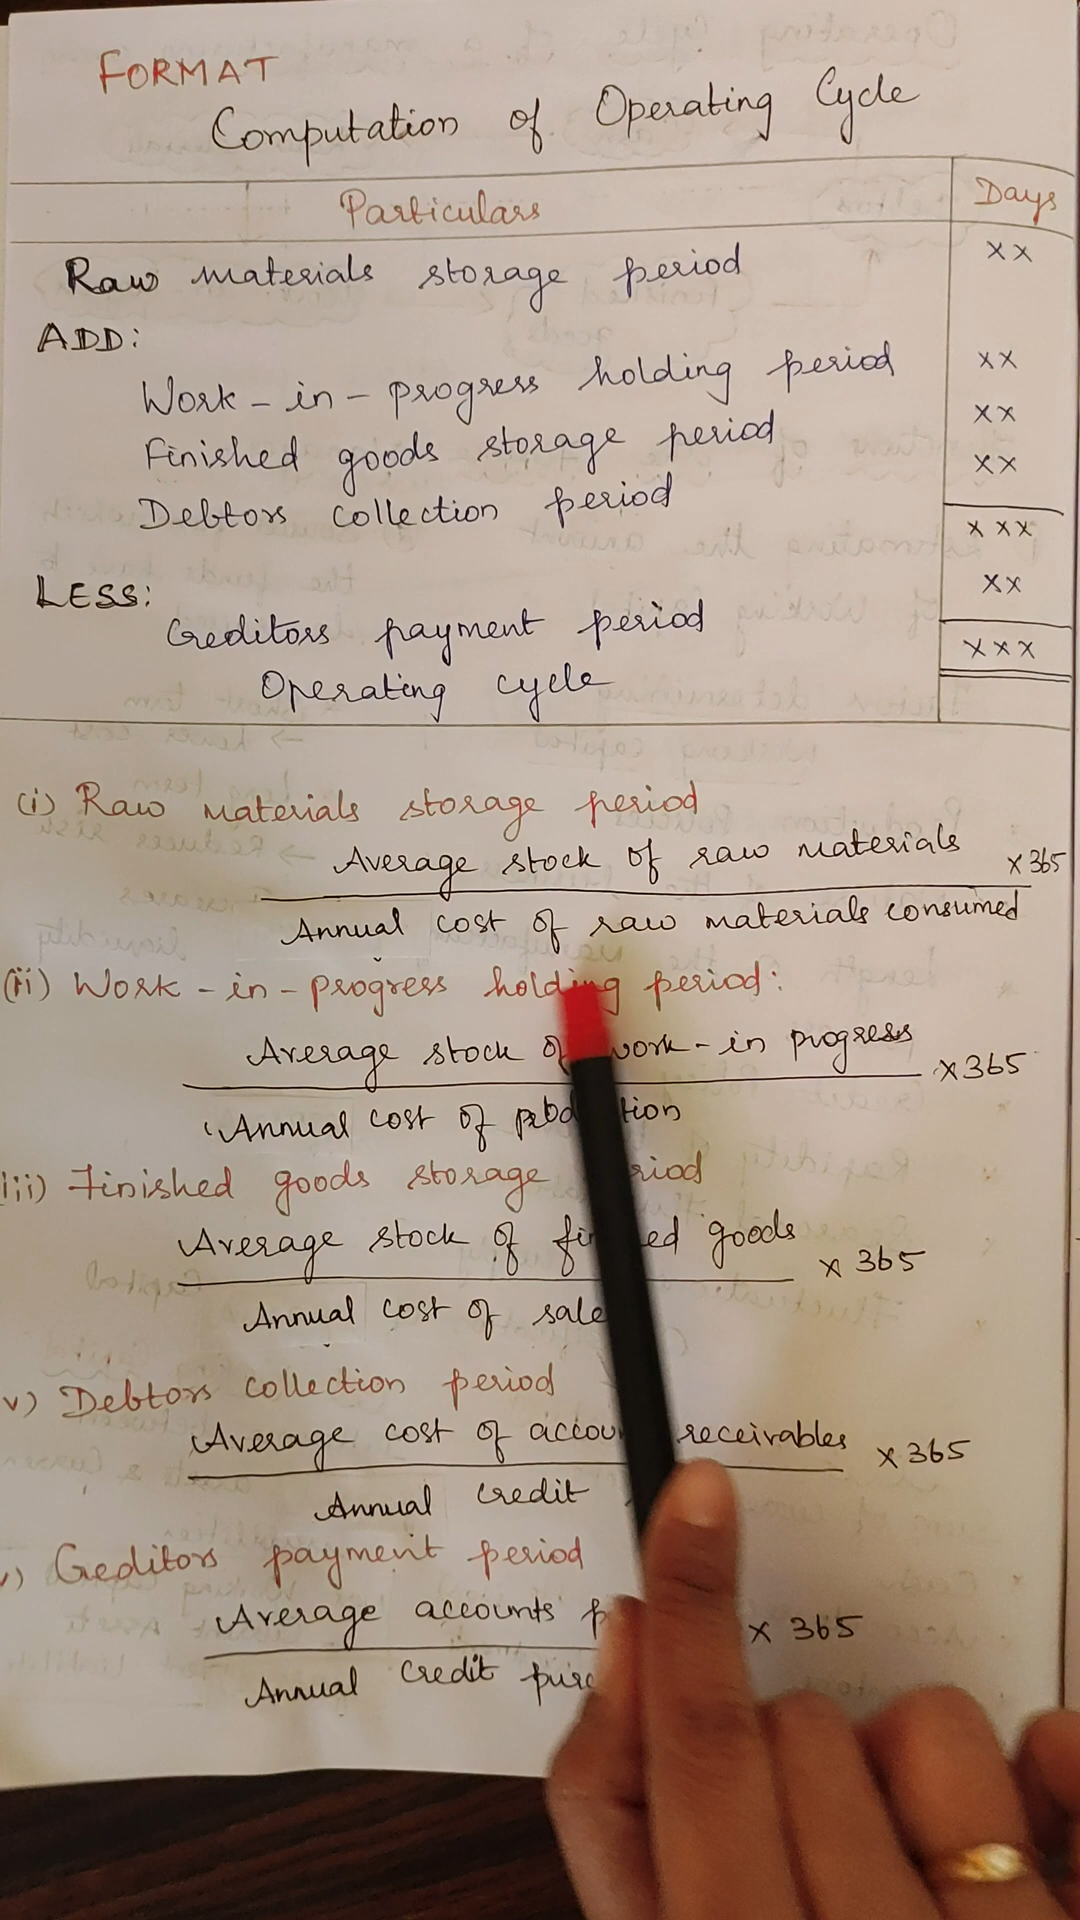 FORMAT
Computation of Operating Cycle
Particulars Days
Raw materials storage period XX
ADD:
Work-in-progress holding period XX
Finished goods storage period XX
Debtors collection period XX
XXX
LESS:
Creditors payment period XX
Operating cycle XXX
(i) Raw materials storage period
Average stock of raw materials x 365
Annual cost of raw materials consumed
(ii) Work-in-progress holding period:
Average stock of work-in progress x 365
Annual cost of
iii) Finished goods storage
Average stock of goods x 365
Annual cost of sale
v) Debtors collection period
Average cost of receivables x 365
Annual credit
Creditors payment period
Average accounts x 365
Annual credit